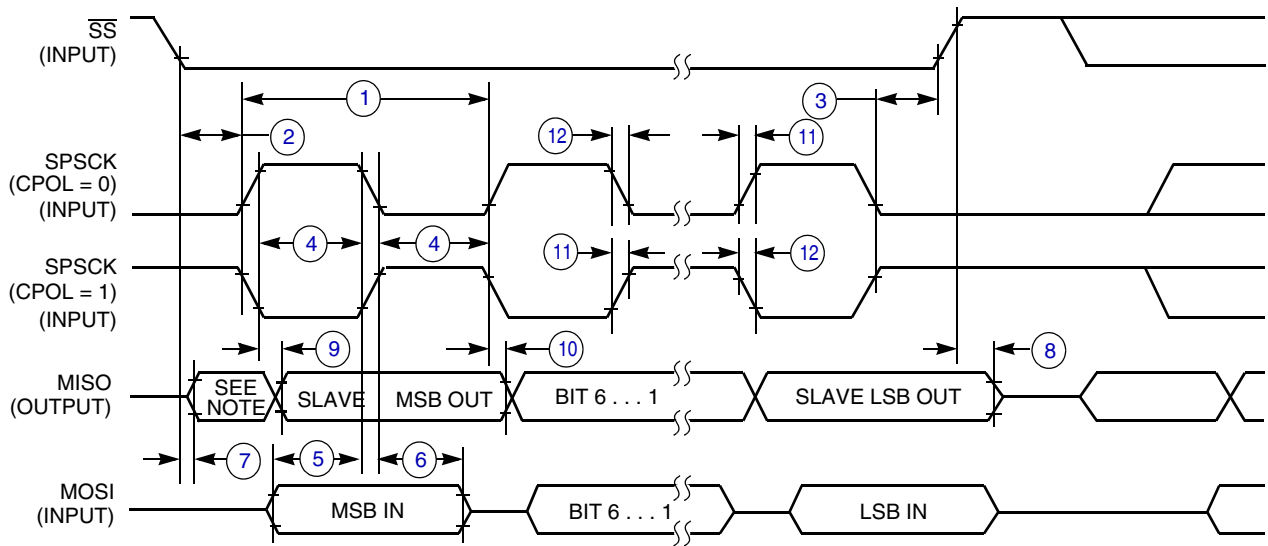 SS
(INPUT)
1
3
2
12
11
SPSCK
(CPOL = 0)
(INPUT)
4
4
11
12
SPSCK
(CPOL = 1)
(INPUT)
9
10
8
MISO
(OUTPUT)
SEE
NOTE
SLAVE
MSB OUT
BIT 6 . . . 1
SLAVE LSB OUT
7
5
6
MOSI
(INPUT)
MSB IN
BIT 6 . . . 1
LSB IN